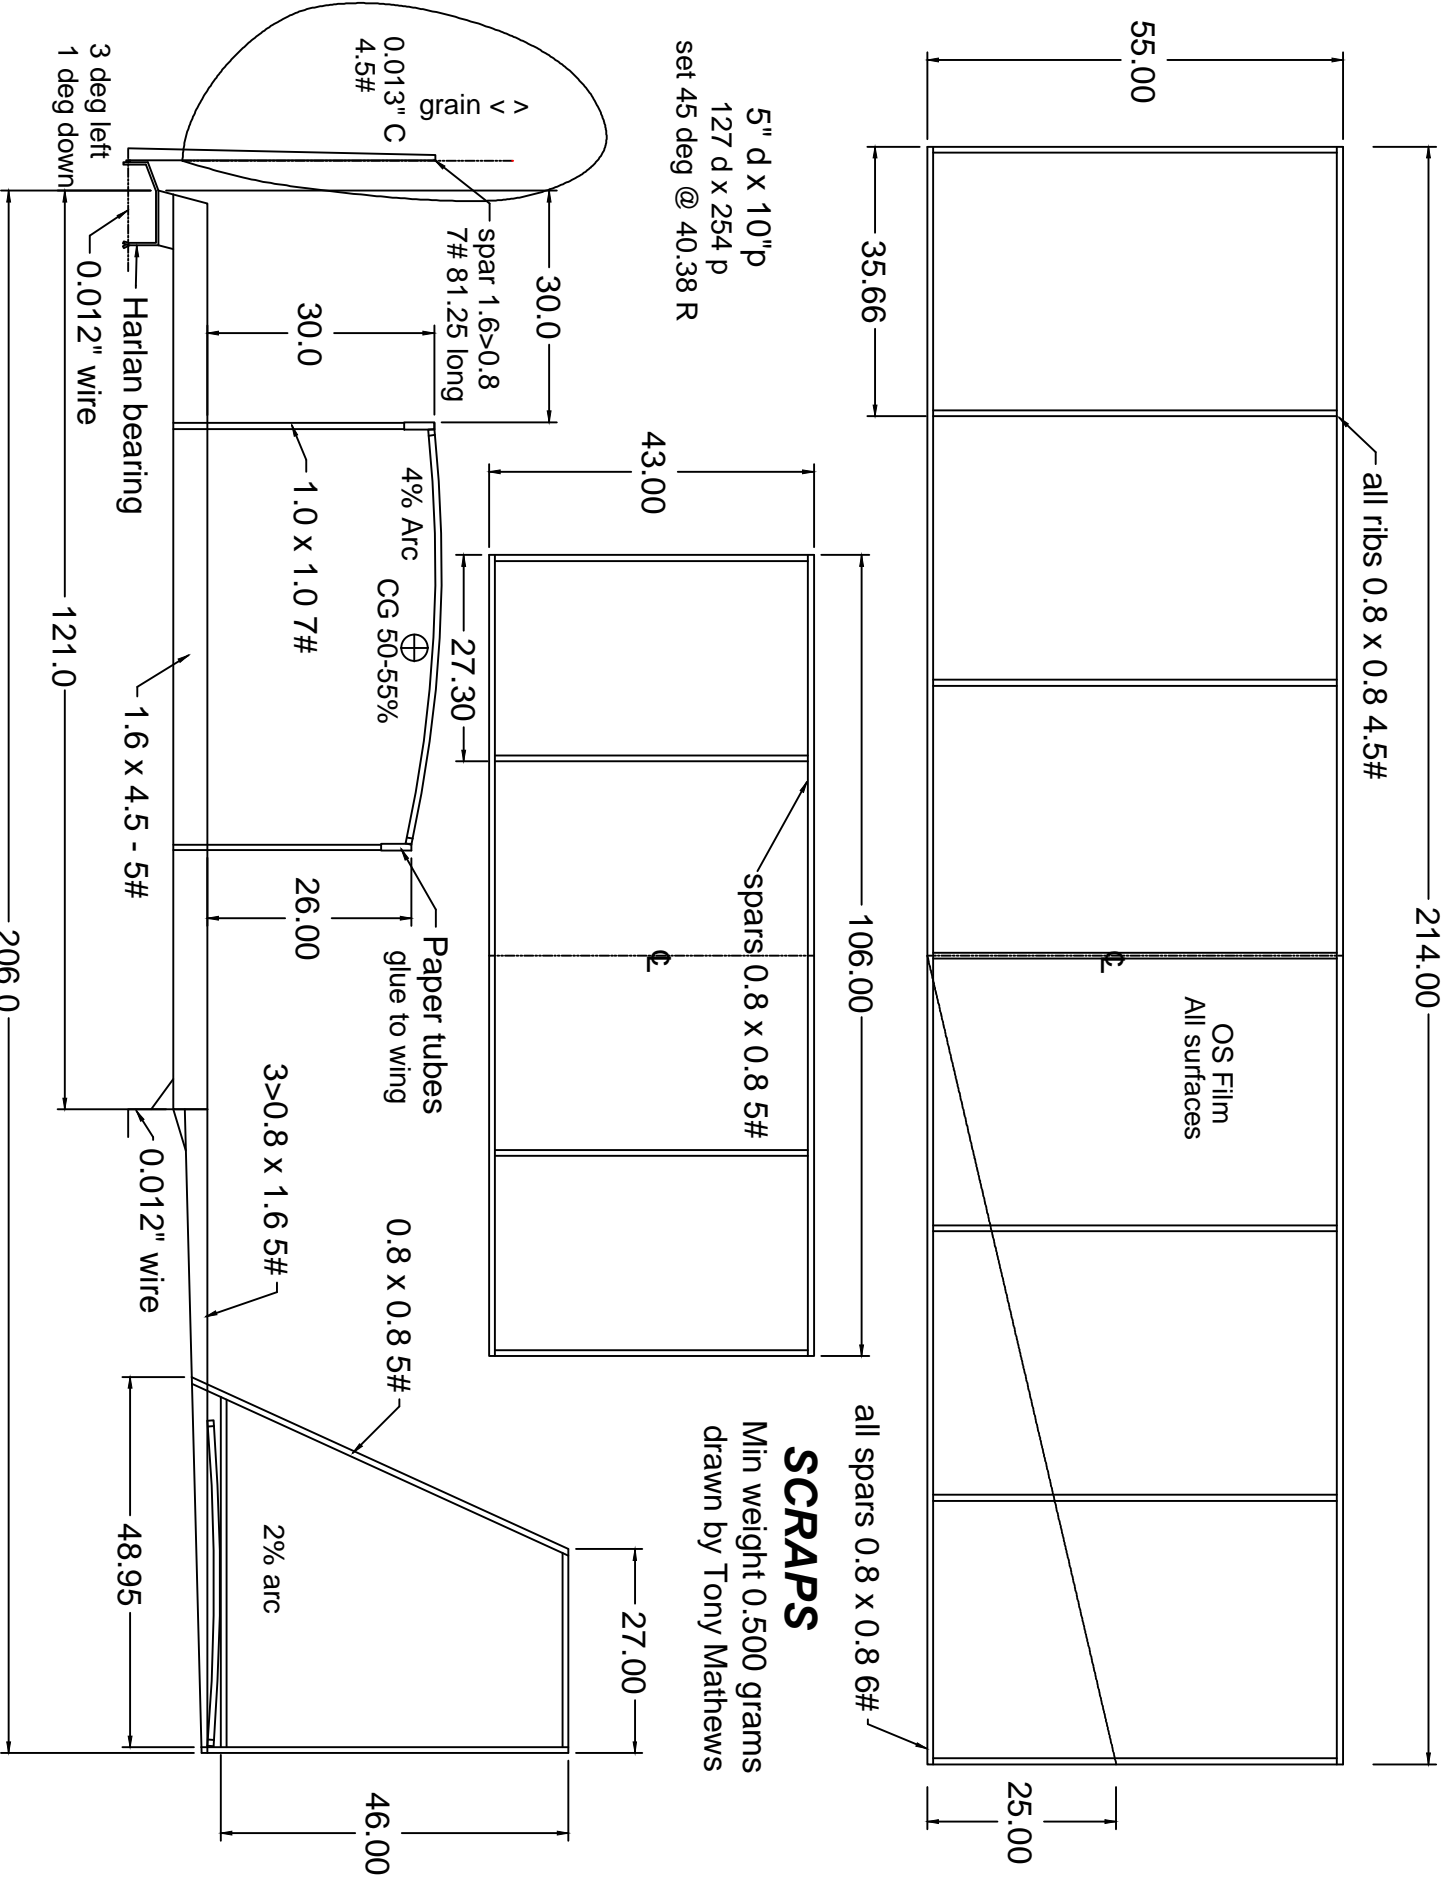 214.00
55.00
35.66
all ribs 0.8 x 0.8 4.5#
OS Film
All surfaces
℄
25.00
all spars 0.8 x 0.8 6#
SCRAPS
Min weight 0.500 grams
drawn by Tony Mathews
5" d x 10"p
127 d x 254 p
set 45 deg @ 40.38 R
106.00
43.00
27.30
spars 0.8 x 0.8 5#
℄
grain < >
0.013" C
4.5#
spar 1.6>0.8
7# 81.25 long
30.0
30.0
4% Arc
CG 50-55%
1.0 x 1.0 7#
26.00
Paper tubes
glue to wing
3 deg left
1 deg down
0.012" wire
Harlan bearing
1.6 x 4.5 - 5#
121.0
206.0
0.012" wire
3>0.8 x 1.6 5#
0.8 x 0.8 5#
27.00
2% arc
48.95
46.00